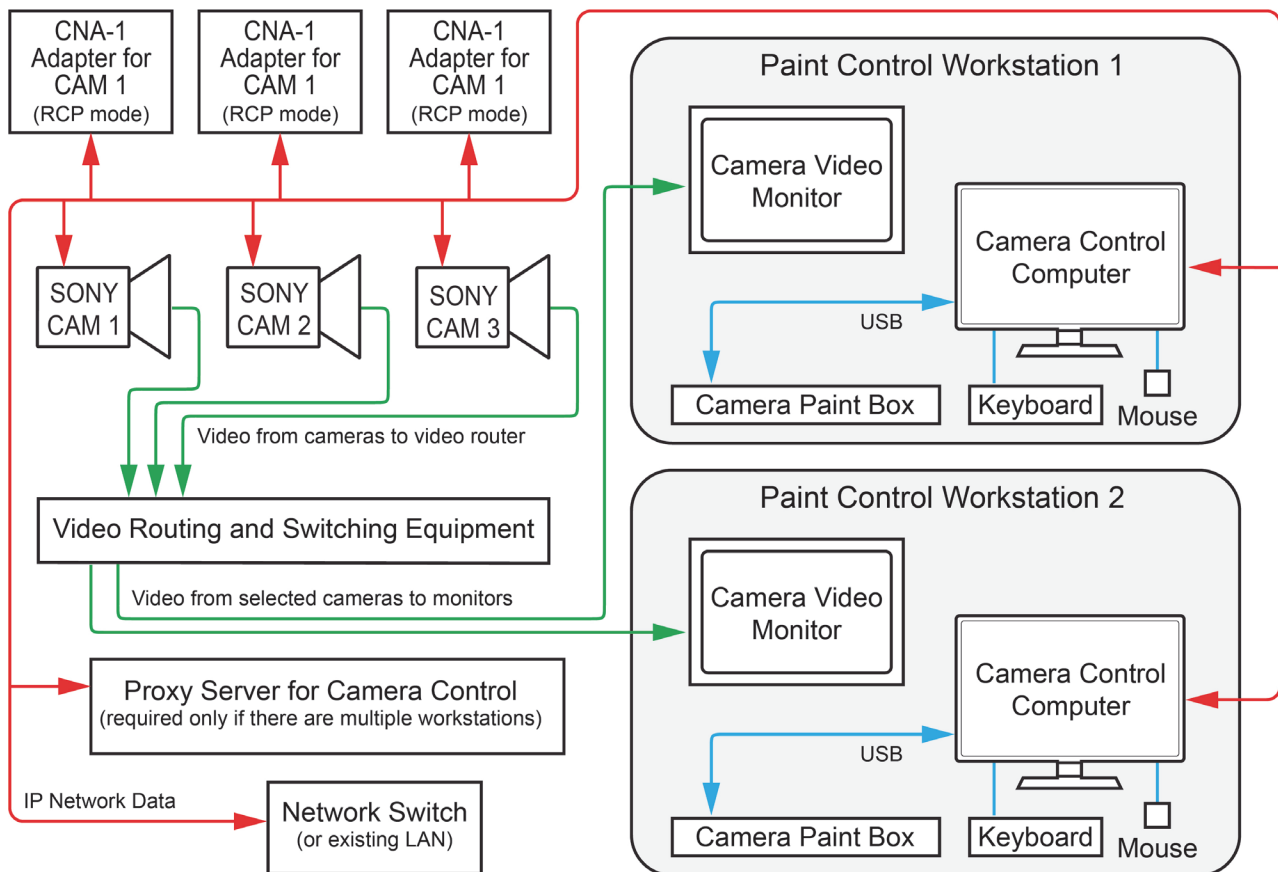 CNA-1
Adapter for
CAM 1
(RCP mode)
CNA-1
Adapter for
CAM 1
(RCP mode)
CNA-1
Adapter for
CAM 1
(RCP mode)
SONY
CAM 1
SONY
CAM 2
SONY
CAM 3
Video from cameras to video router
Video Routing and Switching Equipment
Video from selected cameras to monitors
Proxy Server for Camera Control
(required only if there are multiple workstations)
IP Network Data
Network Switch
(or existing LAN)
Paint Control Workstation 1
Camera Video
Monitor
Camera Control
Computer
USB
Camera Paint Box
Keyboard
Mouse
Paint Control Workstation 2
Camera Video
Monitor
Camera Control
Computer
USB
Camera Paint Box
Keyboard
Mouse